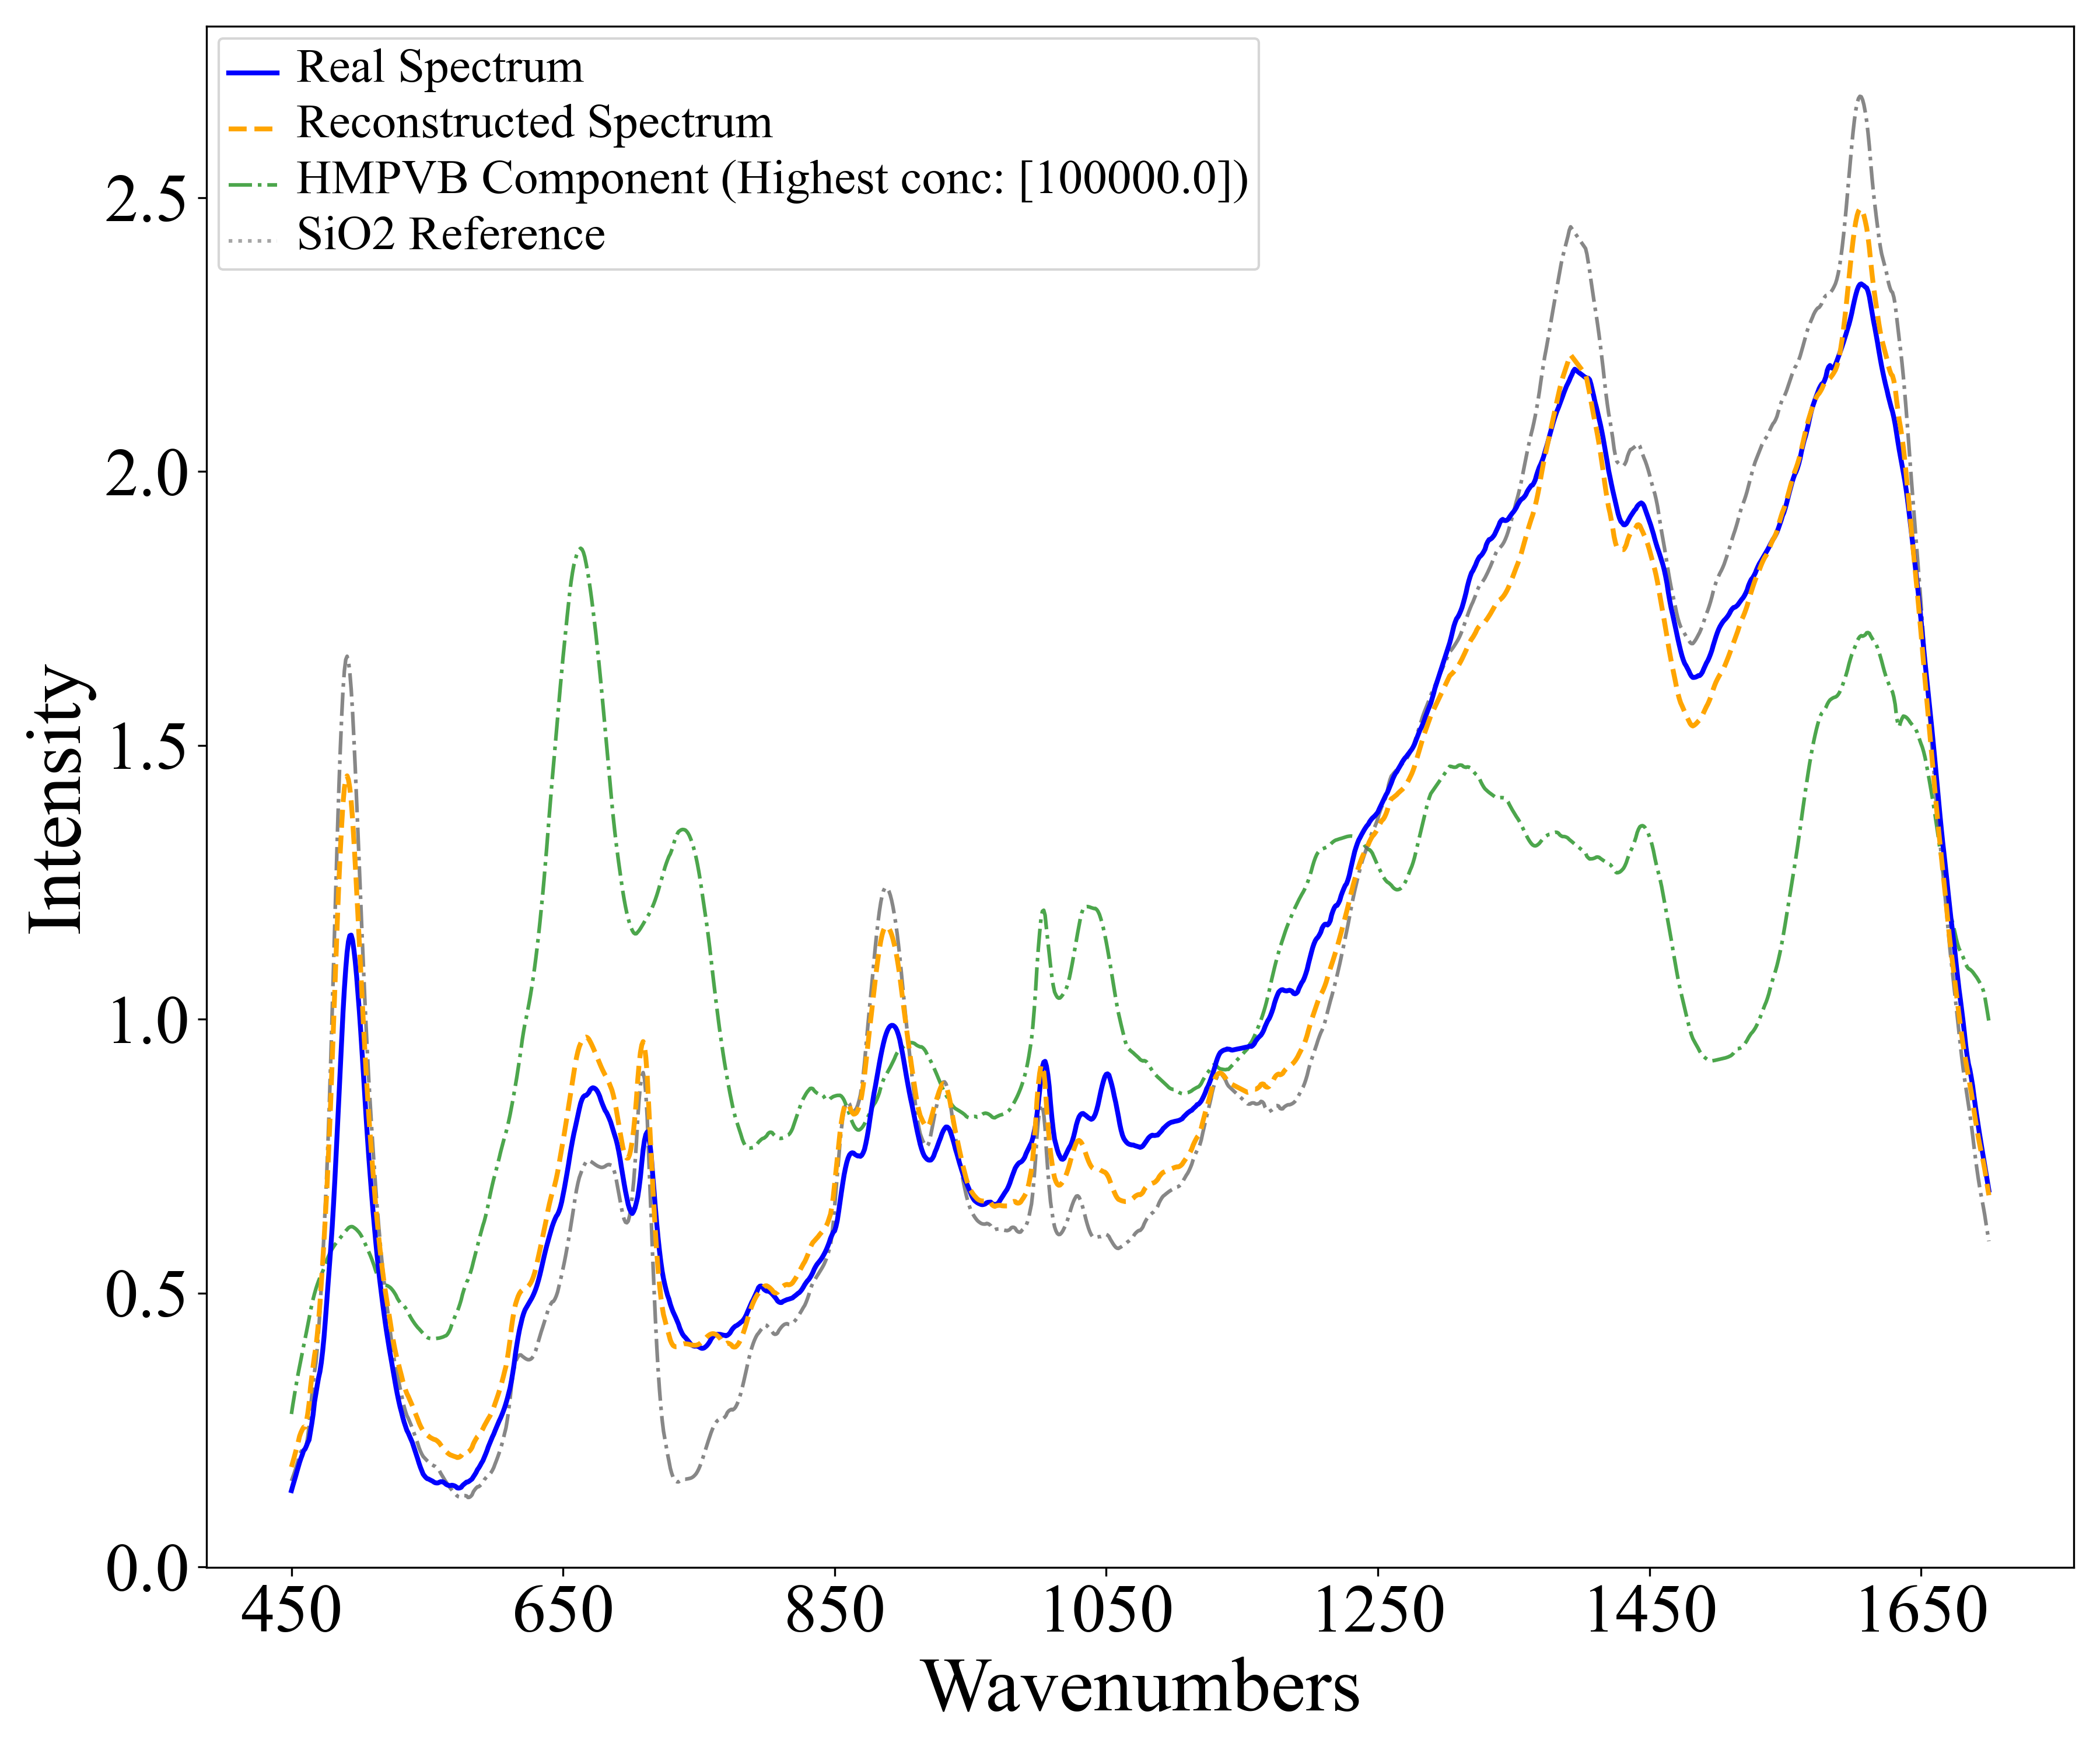 Real Spectrum
Reconstructed Spectrum
HMPVB Component (Highest conc: [100000.0])
SiO2 Reference
2.5
2.0
1.5
1.0
0.5
0.0
Intensity
450 650 850 1050 1250 1450 1650
Wavenumbers